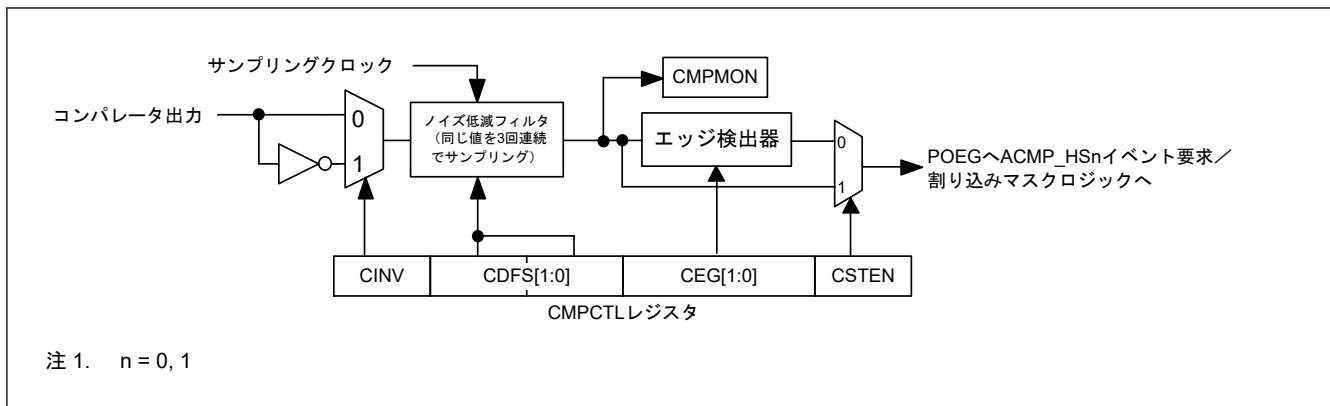 サンプリングクロック
CMPMON
コンパレータ出力
0
1
ノイズ低減フィルタ
（同じ値を3回連続
でサンプリング）
エッジ検出器
0
1
POEGへACMP_HSnイベント要求／
割り込みマスクロジックへ
CINV
CDFS[1:0]
CEG[1:0]
CSTEN
CMPCTLレジスタ
注 1. n = 0, 1